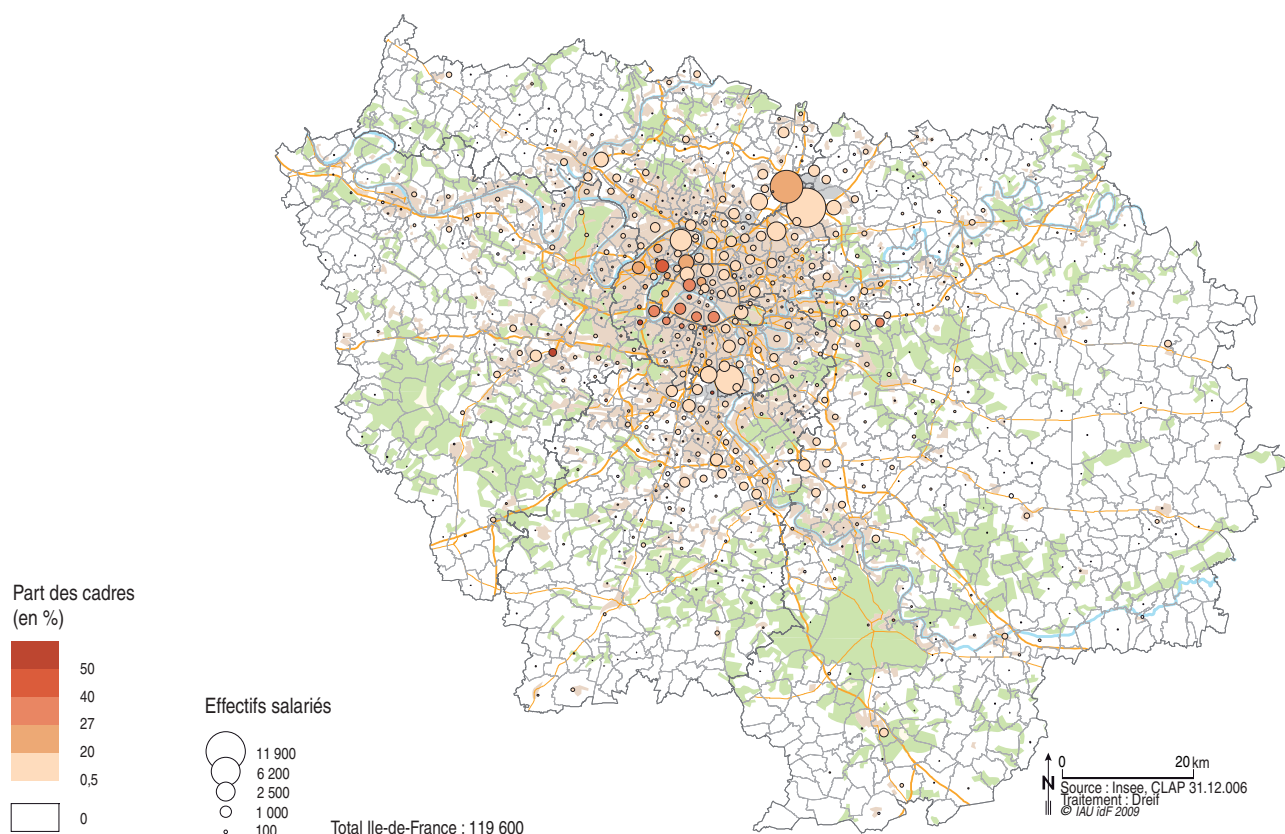 Part des cadres
(en %)
50
40
27
20
0,5
0
Effectifs salariés
11 900
6 200
2 500
1 000
100
Total Ile-de-France : 119 600
0 20 km
N
Source : Insee, CLAP 31.12.006
Traitement : Dreif
© IAU îdF 2009